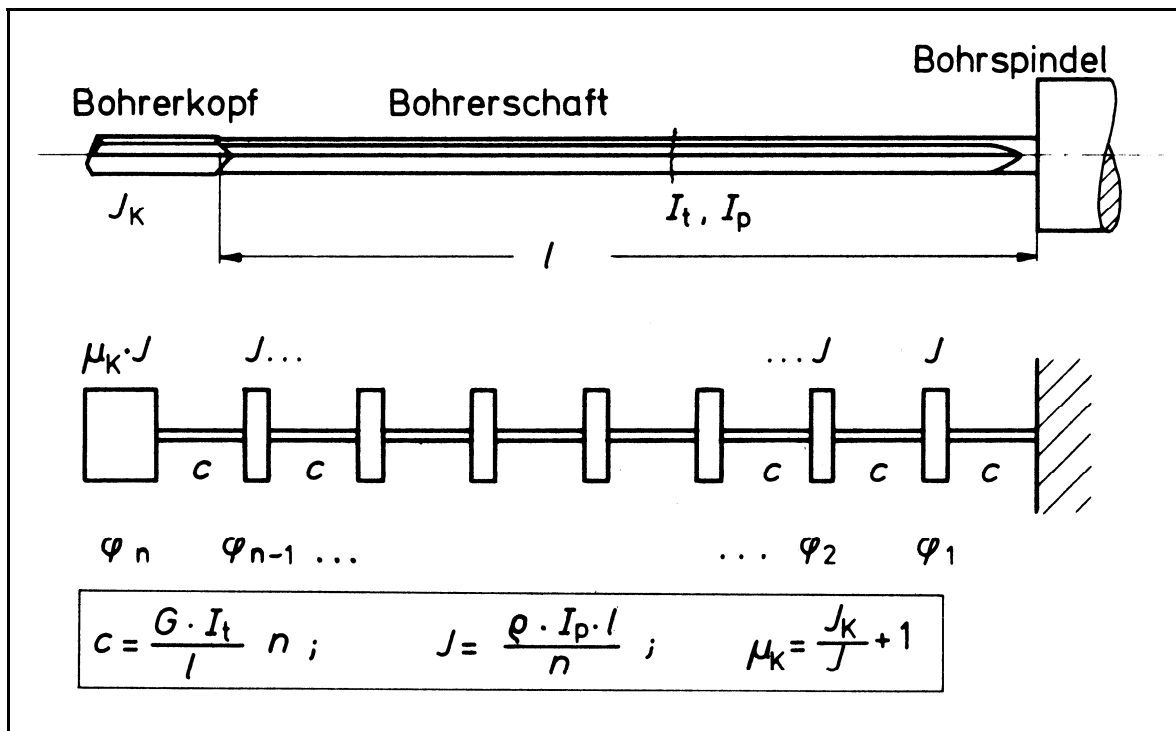 Bohrspindel
Bohrerkopf Bohrerschaft
J_K I_t, I_p
l
μ_K·J J... ...J J
c c c c c
φ_n φ_n-1 ... ... φ_2 φ_1
c = G · I_t / l n ; J = ϱ · I_p · l / n ; μ_K = J_K / J + 1